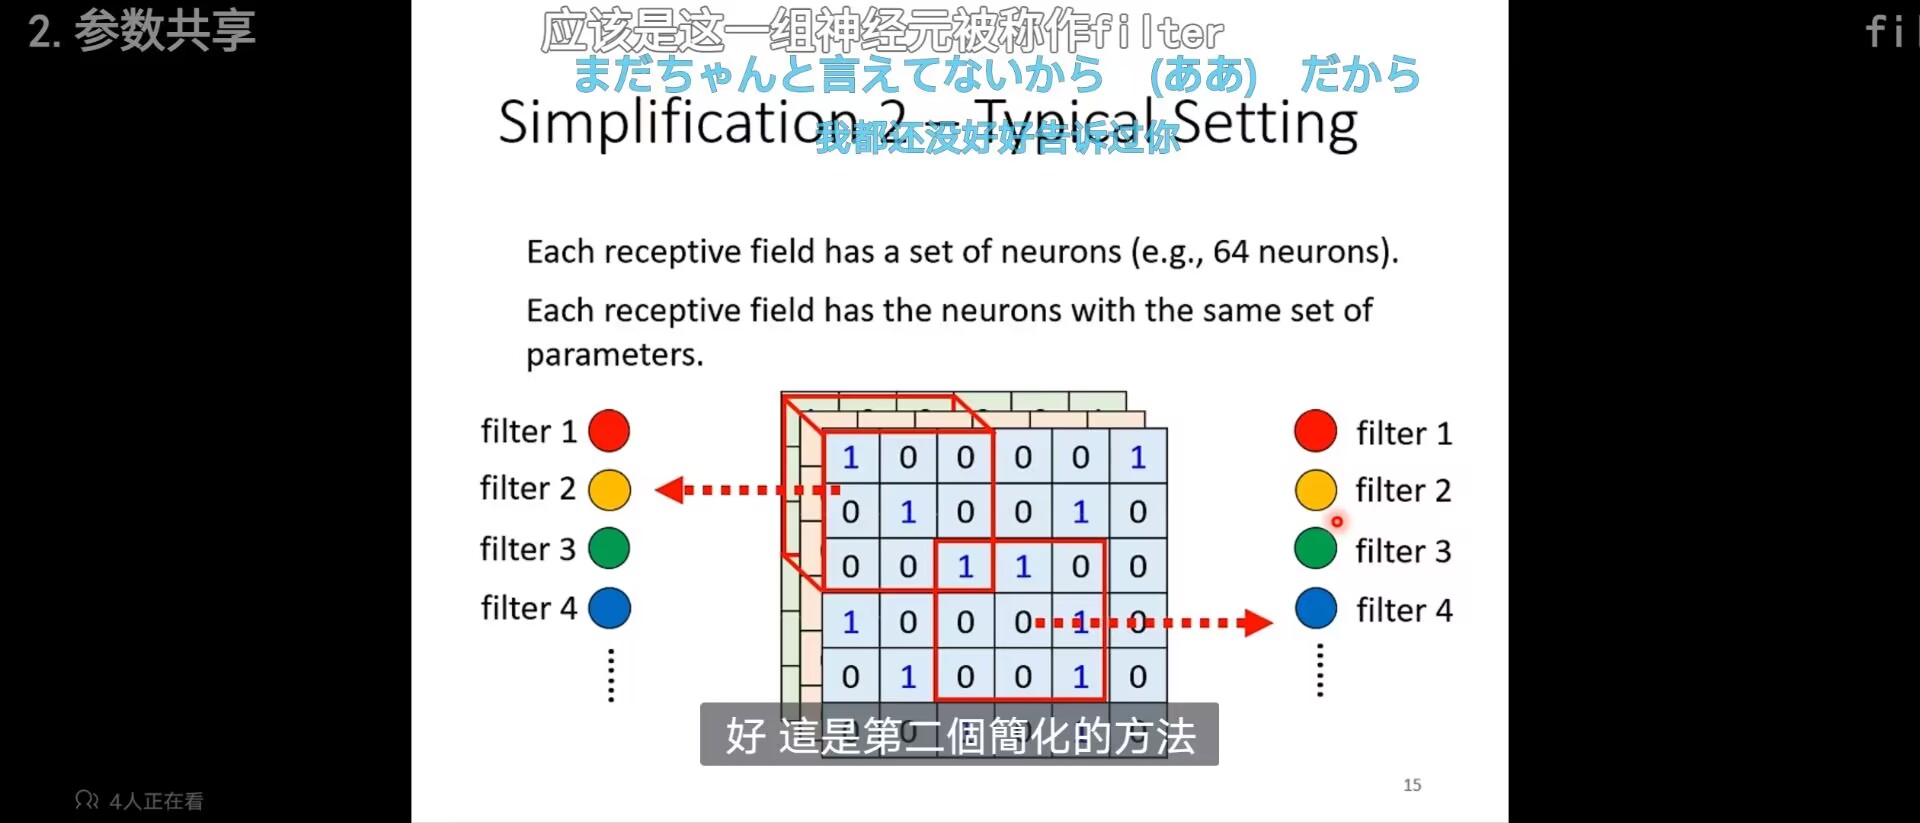 2. 参数共享
应该是这一组神经元被称作filter
fil
まだちゃんと言えてないから (ああ) だから
Simplification 2 – Typical Setting
我都还没好好告诉过你
Each receptive field has a set of neurons (e.g., 64 neurons).
Each receptive field has the neurons with the same set of
parameters.
filter 1
filter 2
filter 3
filter 4
1 0 0 0 0 1
0 1 0 0 1 0
0 0 1 1 0 0
1 0 0 0 1 0
0 1 0 0 1 0
filter 1
filter 2
filter 3
filter 4
好 這是第二個簡化的方法
15
4人正在看